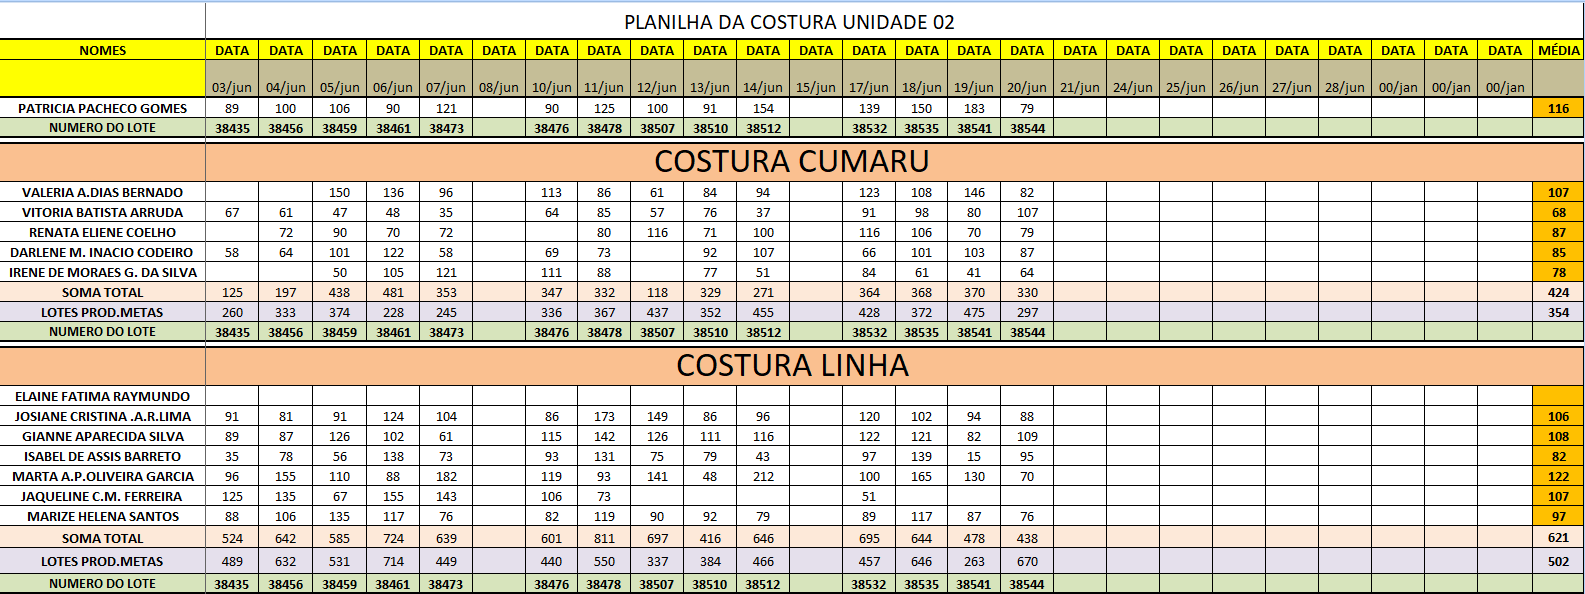 PLANILHA DA COSTURA UNIDADE 02
NOMES DATA DATA DATA DATA DATA DATA DATA DATA DATA DATA DATA DATA DATA DATA DATA DATA DATA DATA DATA DATA DATA DATA DATA DATA DATA MÉDIA
03/jun 04/jun 05/jun 06/jun 07/jun 08/jun 10/jun 11/jun 12/jun 13/jun 14/jun 15/jun 17/jun 18/jun 19/jun 20/jun 21/jun 24/jun 25/jun 26/jun 27/jun 28/jun 00/jan 00/jan 00/jan
PATRICIA PACHECO GOMES 89 100 106 90 121 90 125 100 91 154 139 150 183 79 116
NUMERO DO LOTE 38435 38456 38459 38461 38473 38476 38478 38507 38510 38512 38532 38535 38541 38544
COSTURA CUMARU
VALERIA A.DIAS BERNADO 150 136 96 113 86 61 84 94 123 108 146 82 107
VITORIA BATISTA ARRUDA 67 61 47 48 35 64 85 57 76 37 91 98 80 107 68
RENATA ELIENE COELHO 72 90 70 72 80 116 71 100 116 106 70 79 87
DARLENE M. INACIO CODEIRO 58 64 101 122 58 69 73 92 107 66 101 103 87 85
IRENE DE MORAES G. DA SILVA 50 105 121 111 88 77 51 84 61 41 64 78
SOMA TOTAL 125 197 438 481 353 347 332 118 329 271 364 368 370 330 424
LOTES PROD.METAS 260 333 374 228 245 336 367 437 352 455 428 372 475 297 354
NUMERO DO LOTE 38435 38456 38459 38461 38473 38476 38478 38507 38510 38512 38532 38535 38541 38544
COSTURA LINHA
ELAINE FATIMA RAYMUNDO
JOSIANE CRISTINA .A.R.LIMA 91 81 91 124 104 86 173 149 86 96 120 102 94 88 106
GIANNE APARECIDA SILVA 89 87 126 102 61 115 142 126 111 116 122 121 82 109 108
ISABEL DE ASSIS BARRETO 35 78 56 138 73 93 131 75 79 43 97 139 15 95 82
MARTA A.P.OLIVEIRA GARCIA 96 155 110 88 182 119 93 141 48 212 100 165 130 70 122
JAQUELINE C.M. FERREIRA 125 135 67 155 143 106 73 51 107
MARIZE HELENA SANTOS 88 106 135 117 76 82 119 90 92 79 89 117 87 76 97
SOMA TOTAL 524 642 585 724 639 601 811 697 416 646 695 644 478 438 621
LOTES PROD.METAS 489 632 531 714 449 440 550 337 384 466 457 646 263 670 502
NUMERO DO LOTE 38435 38456 38459 38461 38473 38476 38478 38507 38510 38512 38532 38535 38541 38544